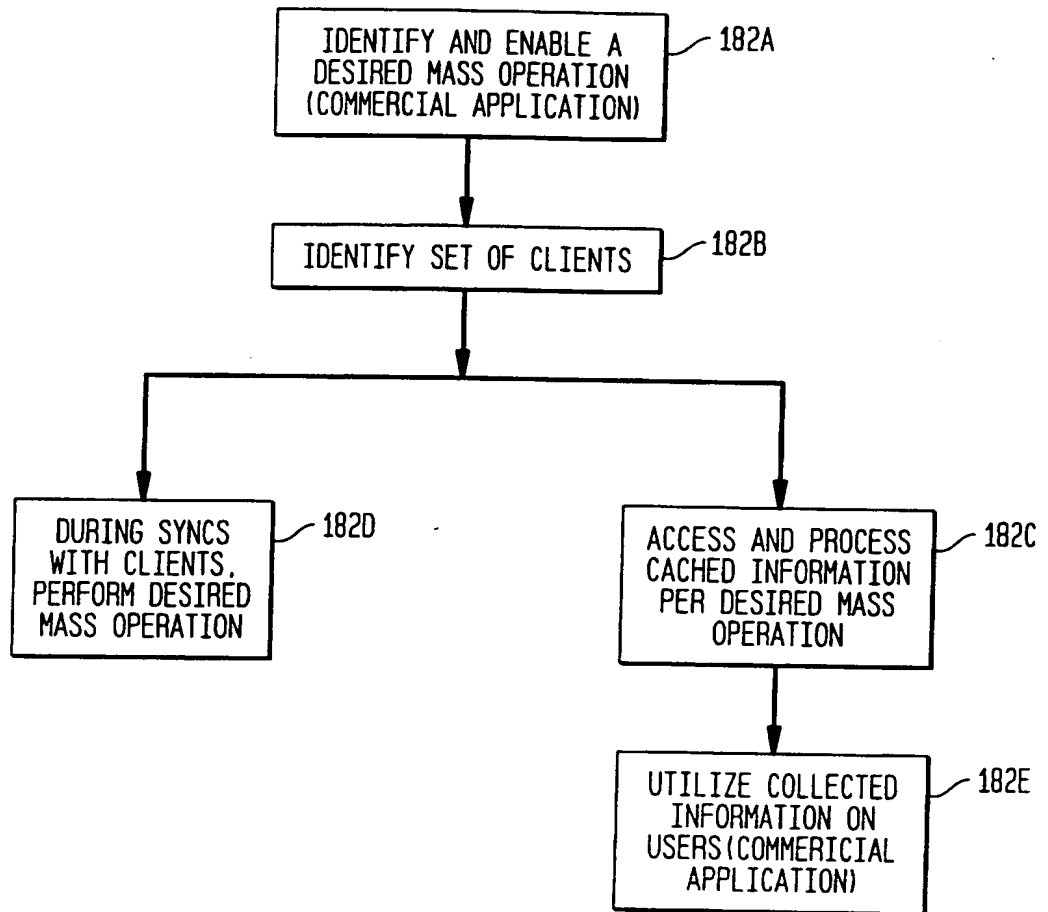 IDENTIFY AND ENABLE A
DESIRED MASS OPERATION
(COMMERCIAL APPLICATION)
182A
IDENTIFY SET OF CLIENTS
182B
DURING SYNCS
WITH CLIENTS,
PERFORM DESIRED
MASS OPERATION
182D
ACCESS AND PROCESS
CACHED INFORMATION
PER DESIRED MASS
OPERATION
182C
UTILIZE COLLECTED
INFORMATION ON
USERS(COMMERICIAL
APPLICATION)
182E